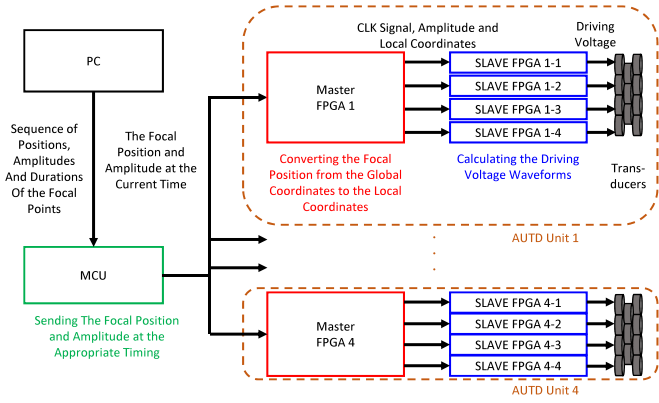 CLK Signal, Amplitude and
Local Coordinates
Driving
Voltage
PC
Master
FPGA 1
SLAVE FPGA 1-1
SLAVE FPGA 1-2
SLAVE FPGA 1-3
SLAVE FPGA 1-4
Sequence of
Positions,
Amplitudes
And Durations
Of the Focal
Points
The Focal
Position and
Amplitude at the
Current Time
Converting the Focal
Position from the Global
Coordinates to the Local
Coordinates
Calculating the Driving
Voltage Waveforms
Trans-
ducers
AUTD Unit 1
MCU
Sending The Focal Position
and Amplitude at the
Appropriate Timing
Master
FPGA 4
SLAVE FPGA 4-1
SLAVE FPGA 4-2
SLAVE FPGA 4-3
SLAVE FPGA 4-4
AUTD Unit 4